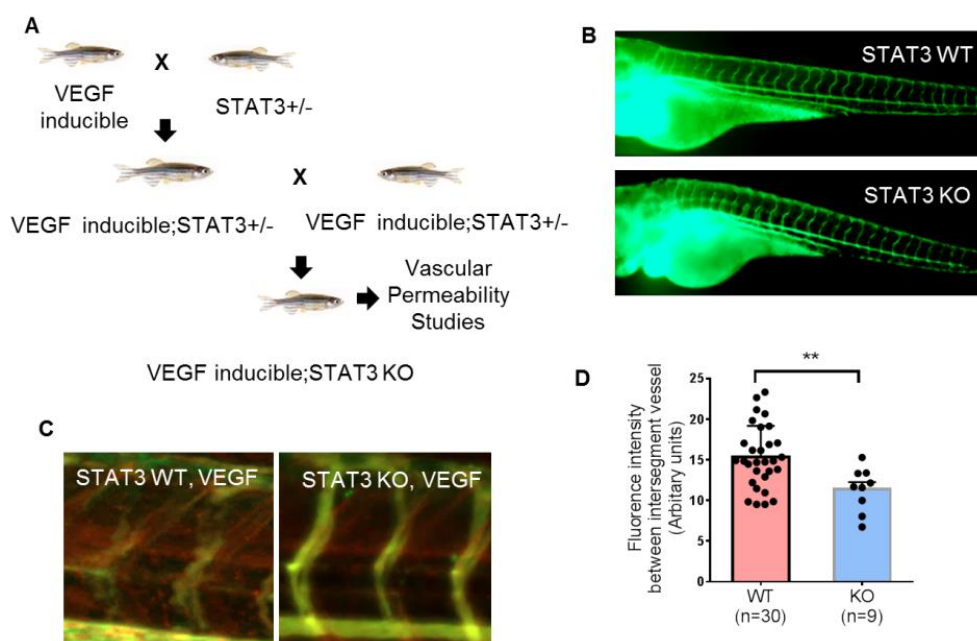 A
X
VEGF
inducible
STAT3+/-
X
VEGF inducible;STAT3+/-
VEGF inducible;STAT3+/-
Vascular
Permeability
Studies
VEGF inducible;STAT3 KO
B
STAT3 WT
STAT3 KO
C
STAT3 WT, VEGF
STAT3 KO, VEGF
D
**
Fluorence intensity
between intersegment vessel
(Arbitary units)
25
20
15
10
5
0
WT
(n=30)
KO
(n=9)